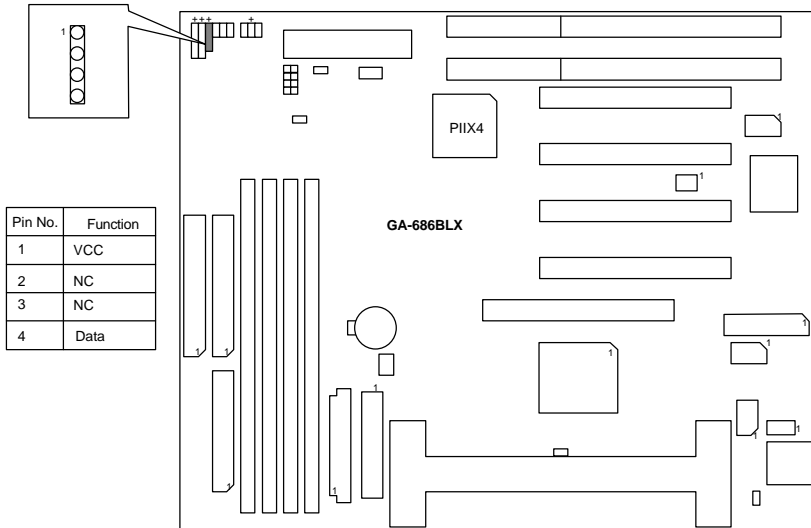 1
+ + +
+
PIIX4
1
1
GA-686BLX
Pin No. Function
1 VCC
2 NC
3 NC
4 Data
1
1
1
1
1
1
1
1
1
1